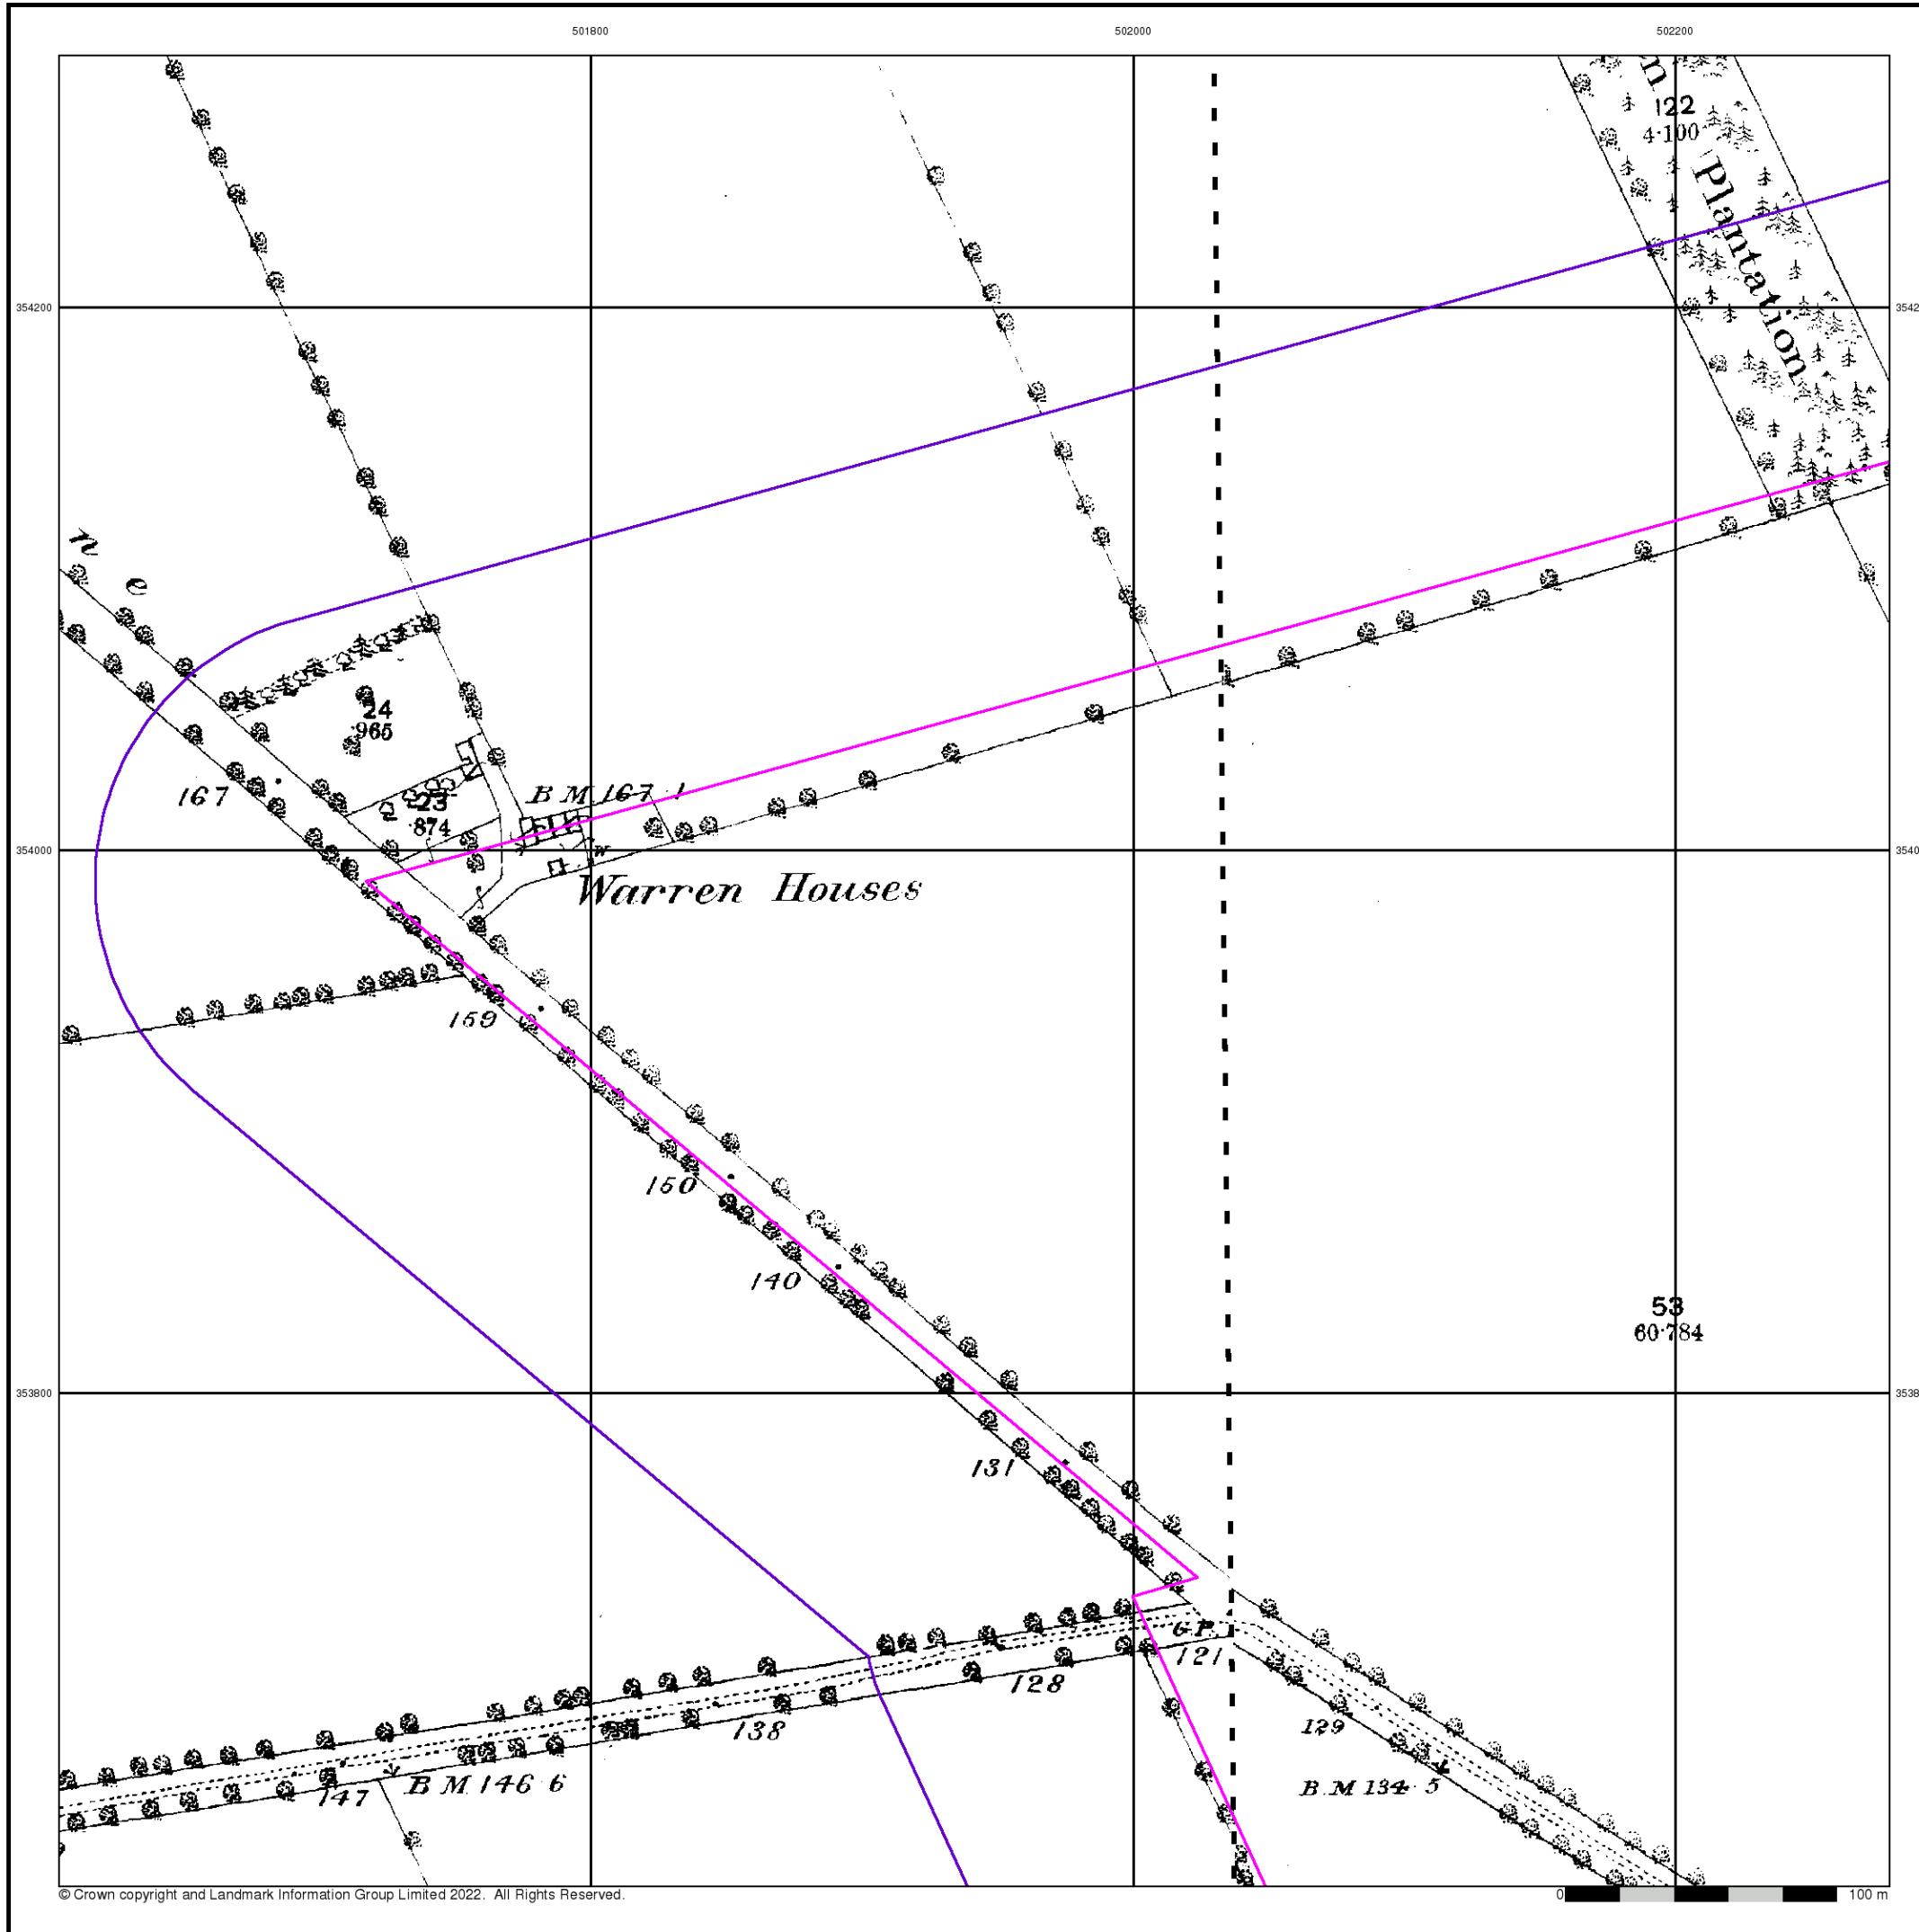 501800
502000
502200
n
122
4·100
Plantation
354200
n
e
24
·965
167
23
·874
B M 167·1
354000
W
Warren Houses
159
150
140
53
60·784
353800
131
G.P.
121
128
138
129
147
B M 146·6
B.M 134·5
© Crown copyright and Landmark Information Group Limited 2022. All Rights Reserved.
0
100 m